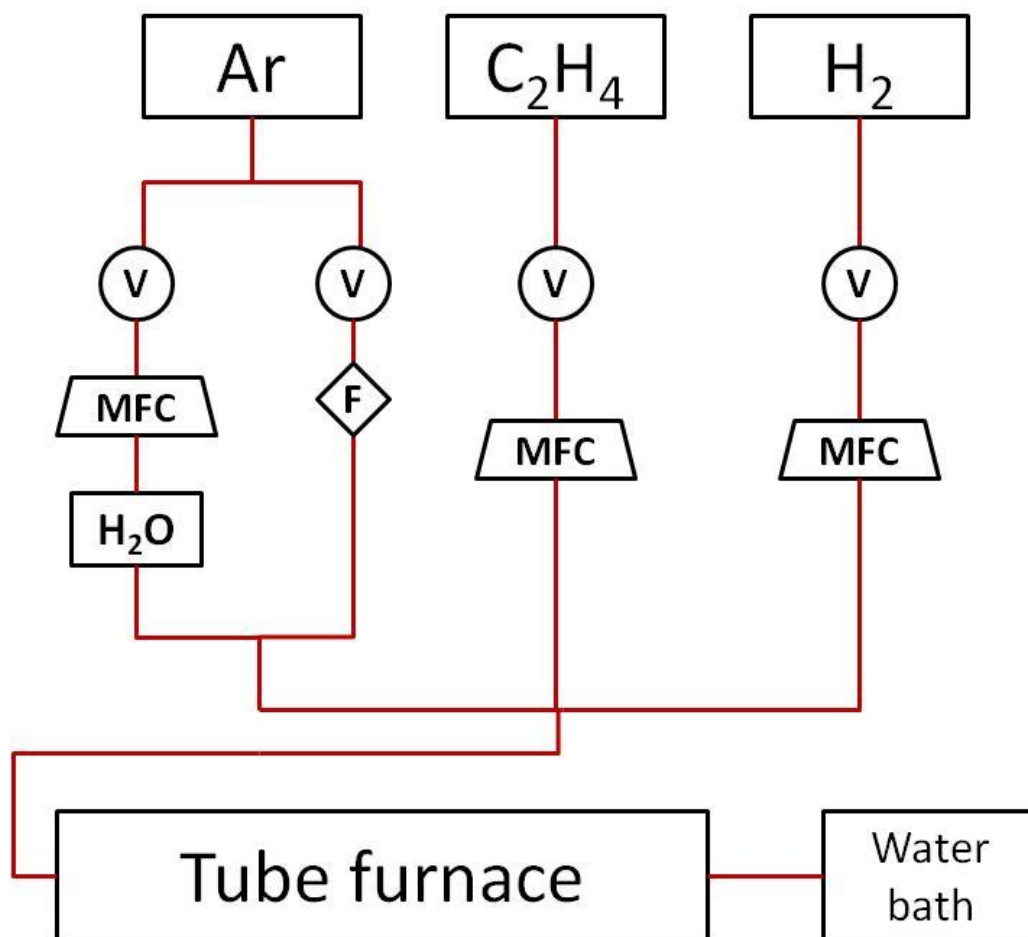 Ar
C₂H₄
H₂
V
V
V
V
MFC
F
MFC
MFC
H₂O
Tube furnace
Water
bath